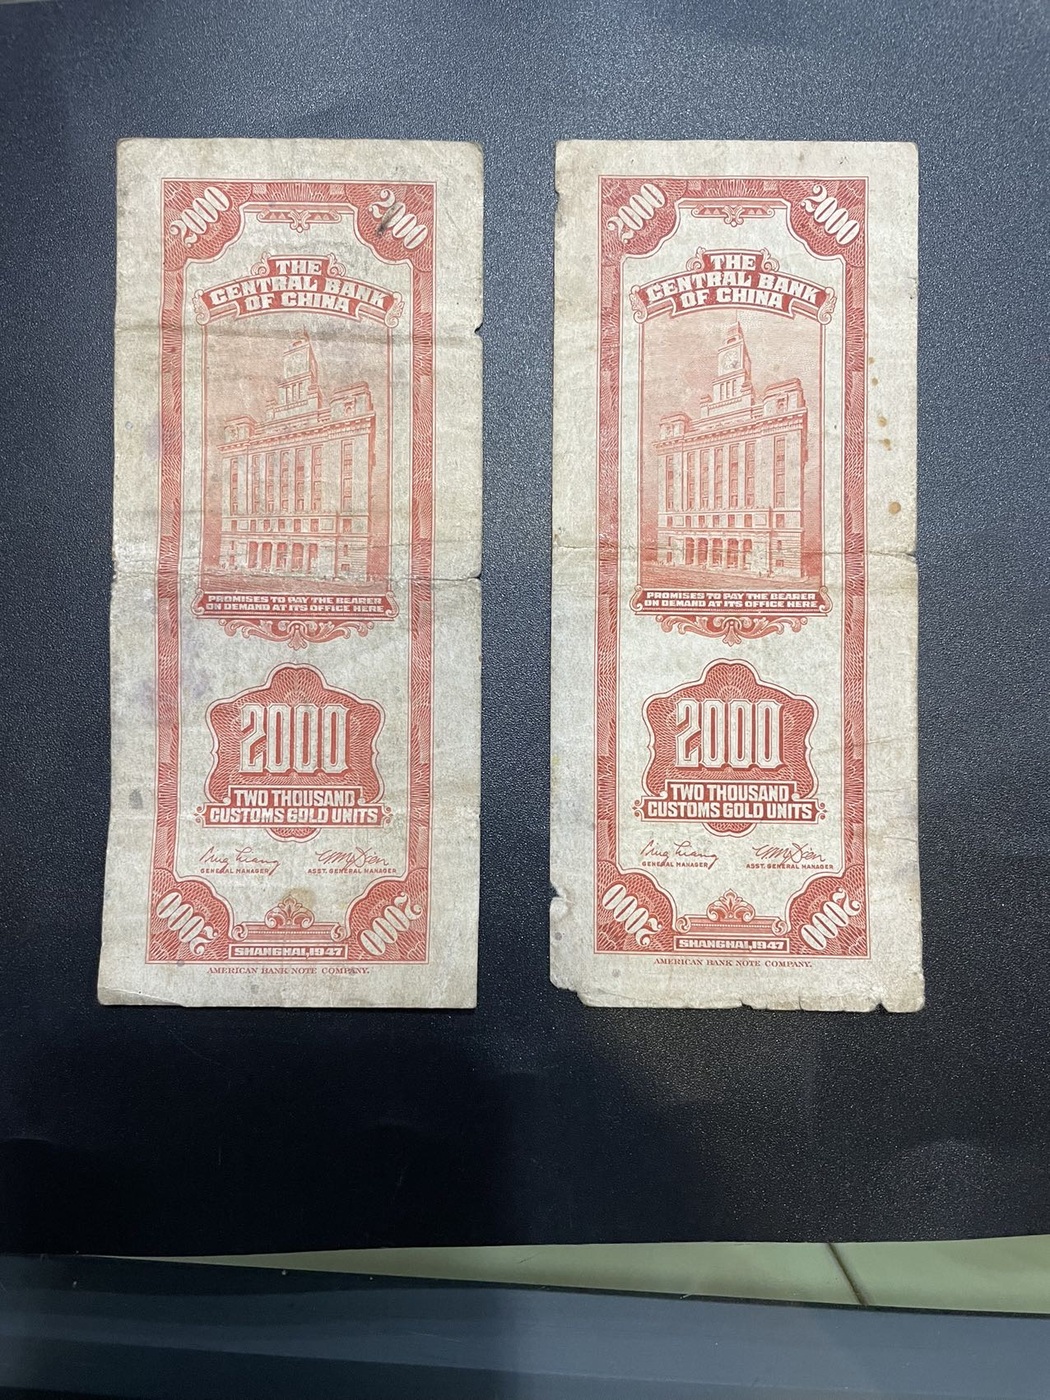 2000 2000
THE
CENTRAL BANK
OF CHINA
PROMISES TO PAY THE BEARER
ON DEMAND AT ITS OFFICE HERE
2000
TWO THOUSAND
CUSTOMS GOLD UNITS
GENERAL MANAGER ASST. GENERAL MANAGER
2000 2000
SHANGHAI, 1947
AMERICAN BANK NOTE COMPANY.
2000 2000
THE
CENTRAL BANK
OF CHINA
PROMISES TO PAY THE BEARER
ON DEMAND AT ITS OFFICE HERE
2000
TWO THOUSAND
CUSTOMS GOLD UNITS
GENERAL MANAGER ASST. GENERAL MANAGER
2000 2000
SHANGHAI, 1947
AMERICAN BANK NOTE COMPANY.